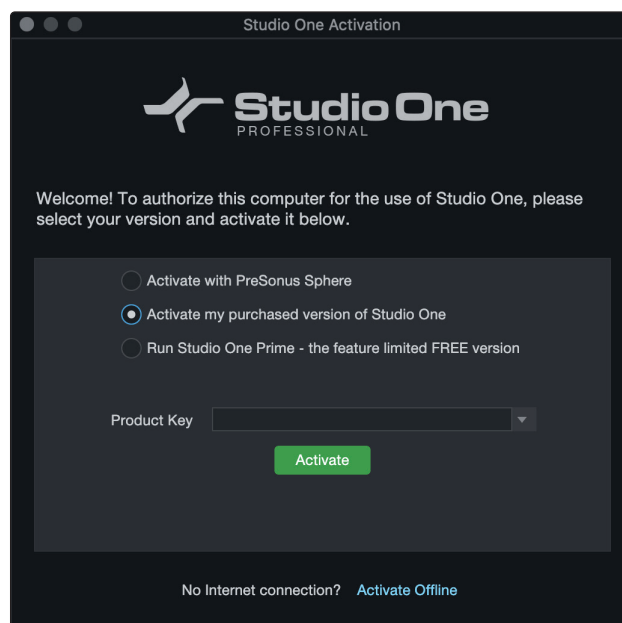 Studio One Activation
Studio One
PROFESSIONAL
Welcome! To authorize this computer for the use of Studio One, please
select your version and activate it below.
Activate with PreSonus Sphere
Activate my purchased version of Studio One
Run Studio One Prime - the feature limited FREE version
Product Key
Activate
No Internet connection? Activate Offline